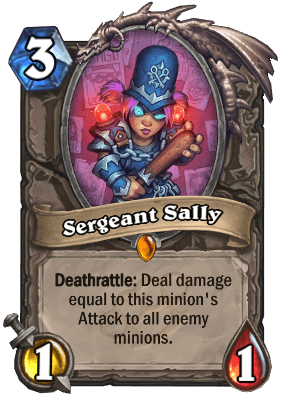 3
Sergeant Sally
Deathrattle: Deal damage
equal to this minion's
Attack to all enemy
minions.
1
1